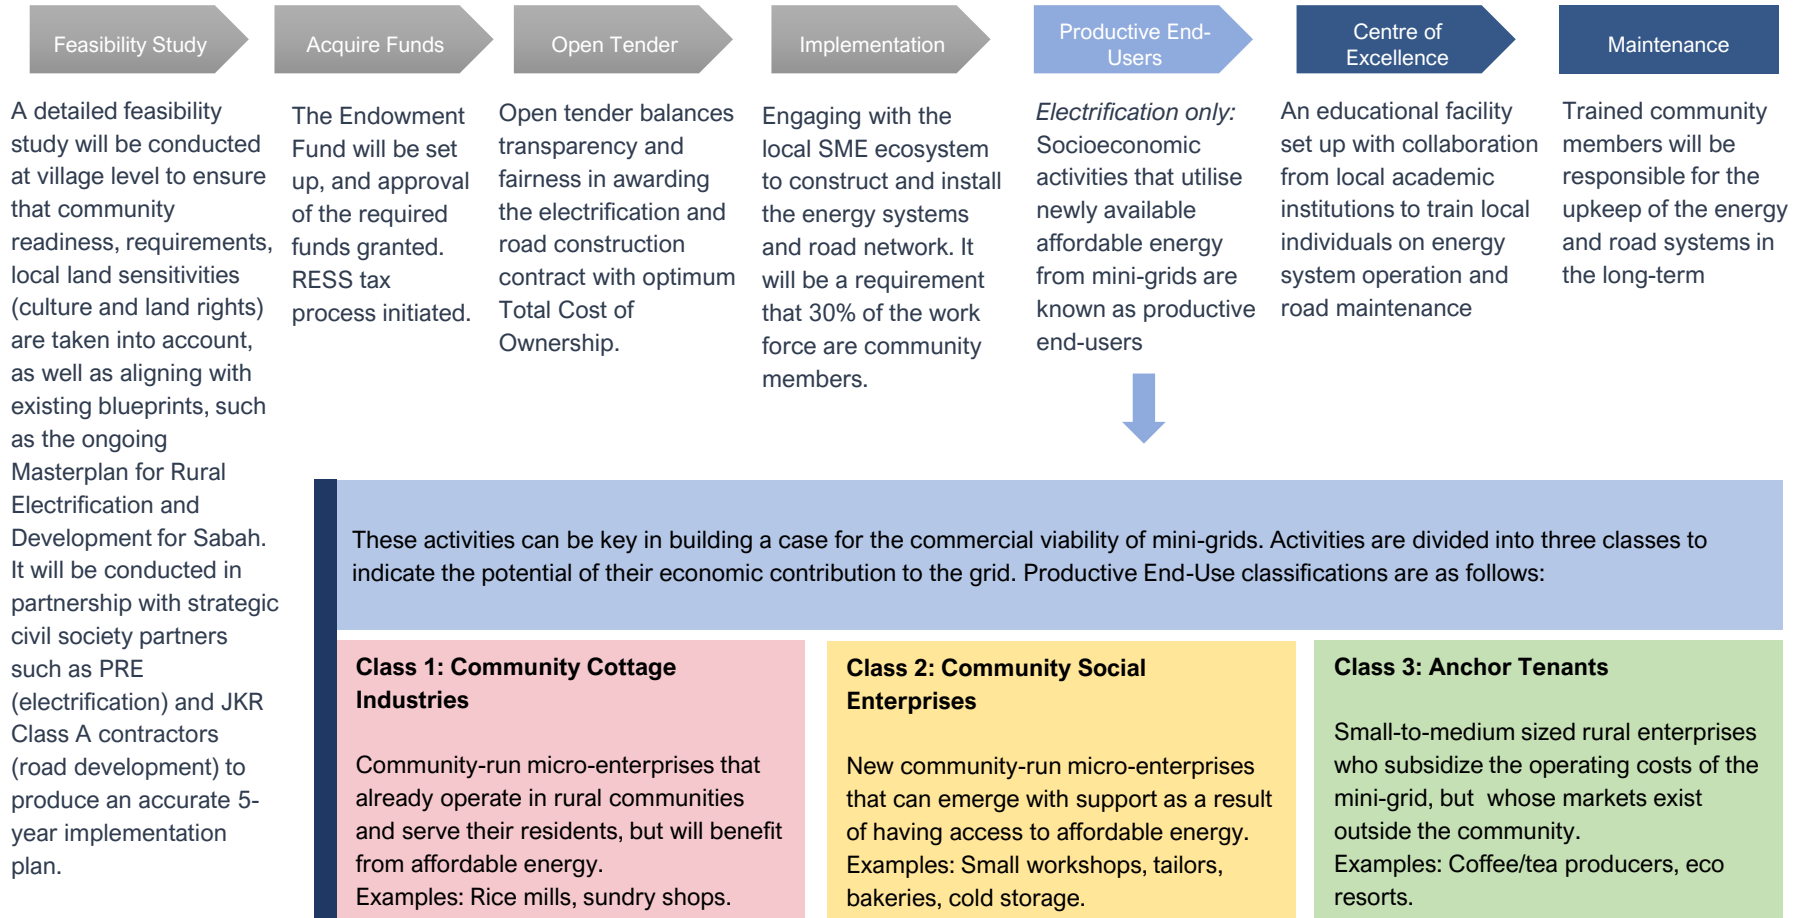 Feasibility Study
Acquire Funds
Open Tender
Implementation
Productive End-
Users
Centre of
Excellence
Maintenance
A detailed feasibility
study will be conducted
at village level to ensure
that community
readiness, requirements,
local land sensitivities
(culture and land rights)
are taken into account,
as well as aligning with
existing blueprints, such
as the ongoing
Masterplan for Rural
Electrification and
Development for Sabah.
It will be conducted in
partnership with strategic
civil society partners
such as PRE
(electrification) and JKR
Class A contractors
(road development) to
produce an accurate 5-
year implementation
plan.
The Endowment
Fund will be set
up, and approval
of the required
funds granted.
RESS tax
process initiated.
Open tender balances
transparency and
fairness in awarding
the electrification and
road construction
contract with optimum
Total Cost of
Ownership.
Engaging with the
local SME ecosystem
to construct and install
the energy systems
and road network. It
will be a requirement
that 30% of the work
force are community
members.
Electrification only:
Socioeconomic
activities that utilise
newly available
affordable energy
from mini-grids are
known as productive
end-users
An educational facility
set up with collaboration
from local academic
institutions to train local
individuals on energy
system operation and
road maintenance
Trained community
members will be
responsible for the
upkeep of the energy
and road systems in
the long-term
These activities can be key in building a case for the commercial viability of mini-grids. Activities are divided into three classes to
indicate the potential of their economic contribution to the grid. Productive End-Use classifications are as follows:
Class 1: Community Cottage
Industries
Community-run micro-enterprises that
already operate in rural communities
and serve their residents, but will benefit
from affordable energy.
Examples: Rice mills, sundry shops.
Class 2: Community Social
Enterprises
New community-run micro-enterprises
that can emerge with support as a result
of having access to affordable energy.
Examples: Small workshops, tailors,
bakeries, cold storage.
Class 3: Anchor Tenants
Small-to-medium sized rural enterprises
who subsidize the operating costs of the
mini-grid, but whose markets exist
outside the community.
Examples: Coffee/tea producers, eco
resorts.